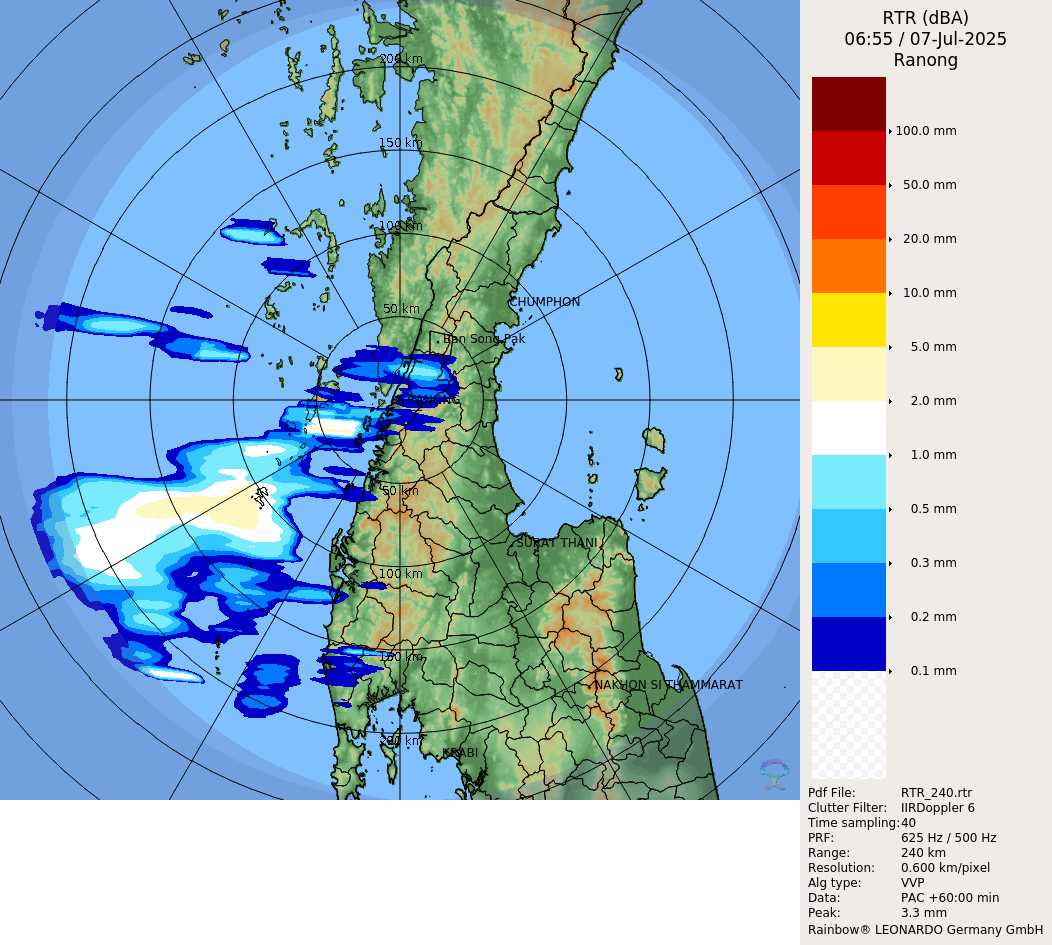 RTR (dBA)
06:55 / 07-Jul-2025
Ranong
200 km
150 km
100 km
50 km
CHUMPHON
Ban Song Pak
RANONG
50 km
SURAT THANI
100 km
150 km
NAKHON SI THAMMARAT
200 km
KRABI
100.0 mm
50.0 mm
20.0 mm
10.0 mm
5.0 mm
2.0 mm
1.0 mm
0.5 mm
0.3 mm
0.2 mm
0.1 mm
Pdf File: RTR_240.rtr
Clutter Filter: IIRDoppler 6
Time sampling:40
PRF: 625 Hz / 500 Hz
Range: 240 km
Resolution: 0.600 km/pixel
Alg type: VVP
Data: PAC +60:00 min
Peak: 3.3 mm
Rainbow® LEONARDO Germany GmbH